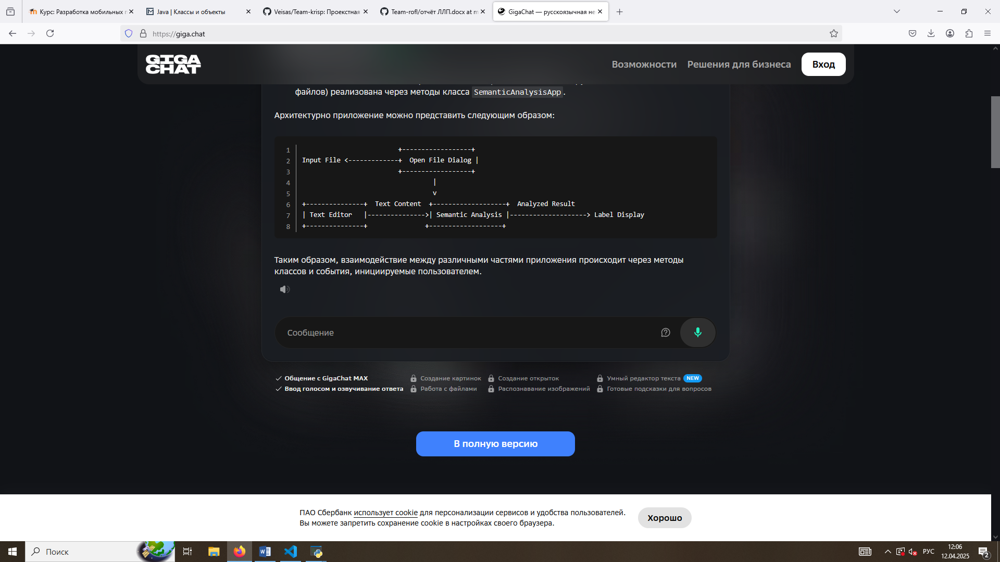 Курс: Разработка мобильных
Java | Классы и объекты
Veisas/Team-krisp: Проекстная
Team-rofl/отчёт ЛЛП.docx at m
GigaChat — русскоязычная не
https://giga.chat
GIGA
CHAT
Возможности
Решения для бизнеса
Вход
файлов) реализована через методы класса SemanticAnalysisApp.
Архитектурно приложение можно представить следующим образом:
1                          +------------------+
2 Input File <-------------+  Open File Dialog |
3                          +------------------+
4                                   |
5                                   v
6 +---------------+  Text Content  +-------------------+  Analyzed Result
7 | Text Editor   |--------------->| Semantic Analysis |--------------------> Label Display
8 +---------------+               +-------------------+
Таким образом, взаимодействие между различными частями приложения происходит через методы
классов и события, инициируемые пользователем.
Сообщение
Общение с GigaChat MAX
Создание картинок
Создание открыток
Умный редактор текста NEW
Ввод голосом и озвучивание ответа
Работа с файлами
Распознавание изображений
Готовые подсказки для вопросов
В полную версию
ПАО Сбербанк использует cookie для персонализации сервисов и удобства пользователей.
Вы можете запретить сохранение cookie в настройках своего браузера.
Хорошо
Поиск
РУС
12:06
12.04.2025
2